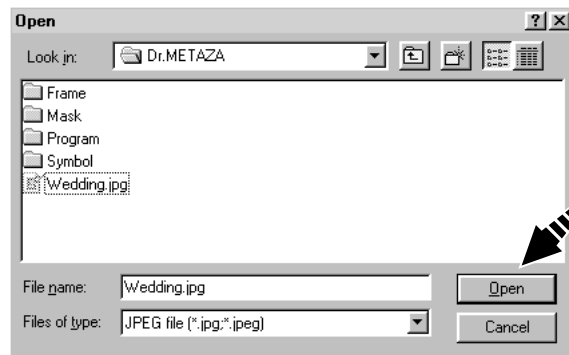 Open
Look in: Dr.METAZA
Frame
Mask
Program
Symbol
Wedding.jpg
File name: Wedding.jpg Open
Files of type: JPEG file (*.jpg;*.jpeg) Cancel